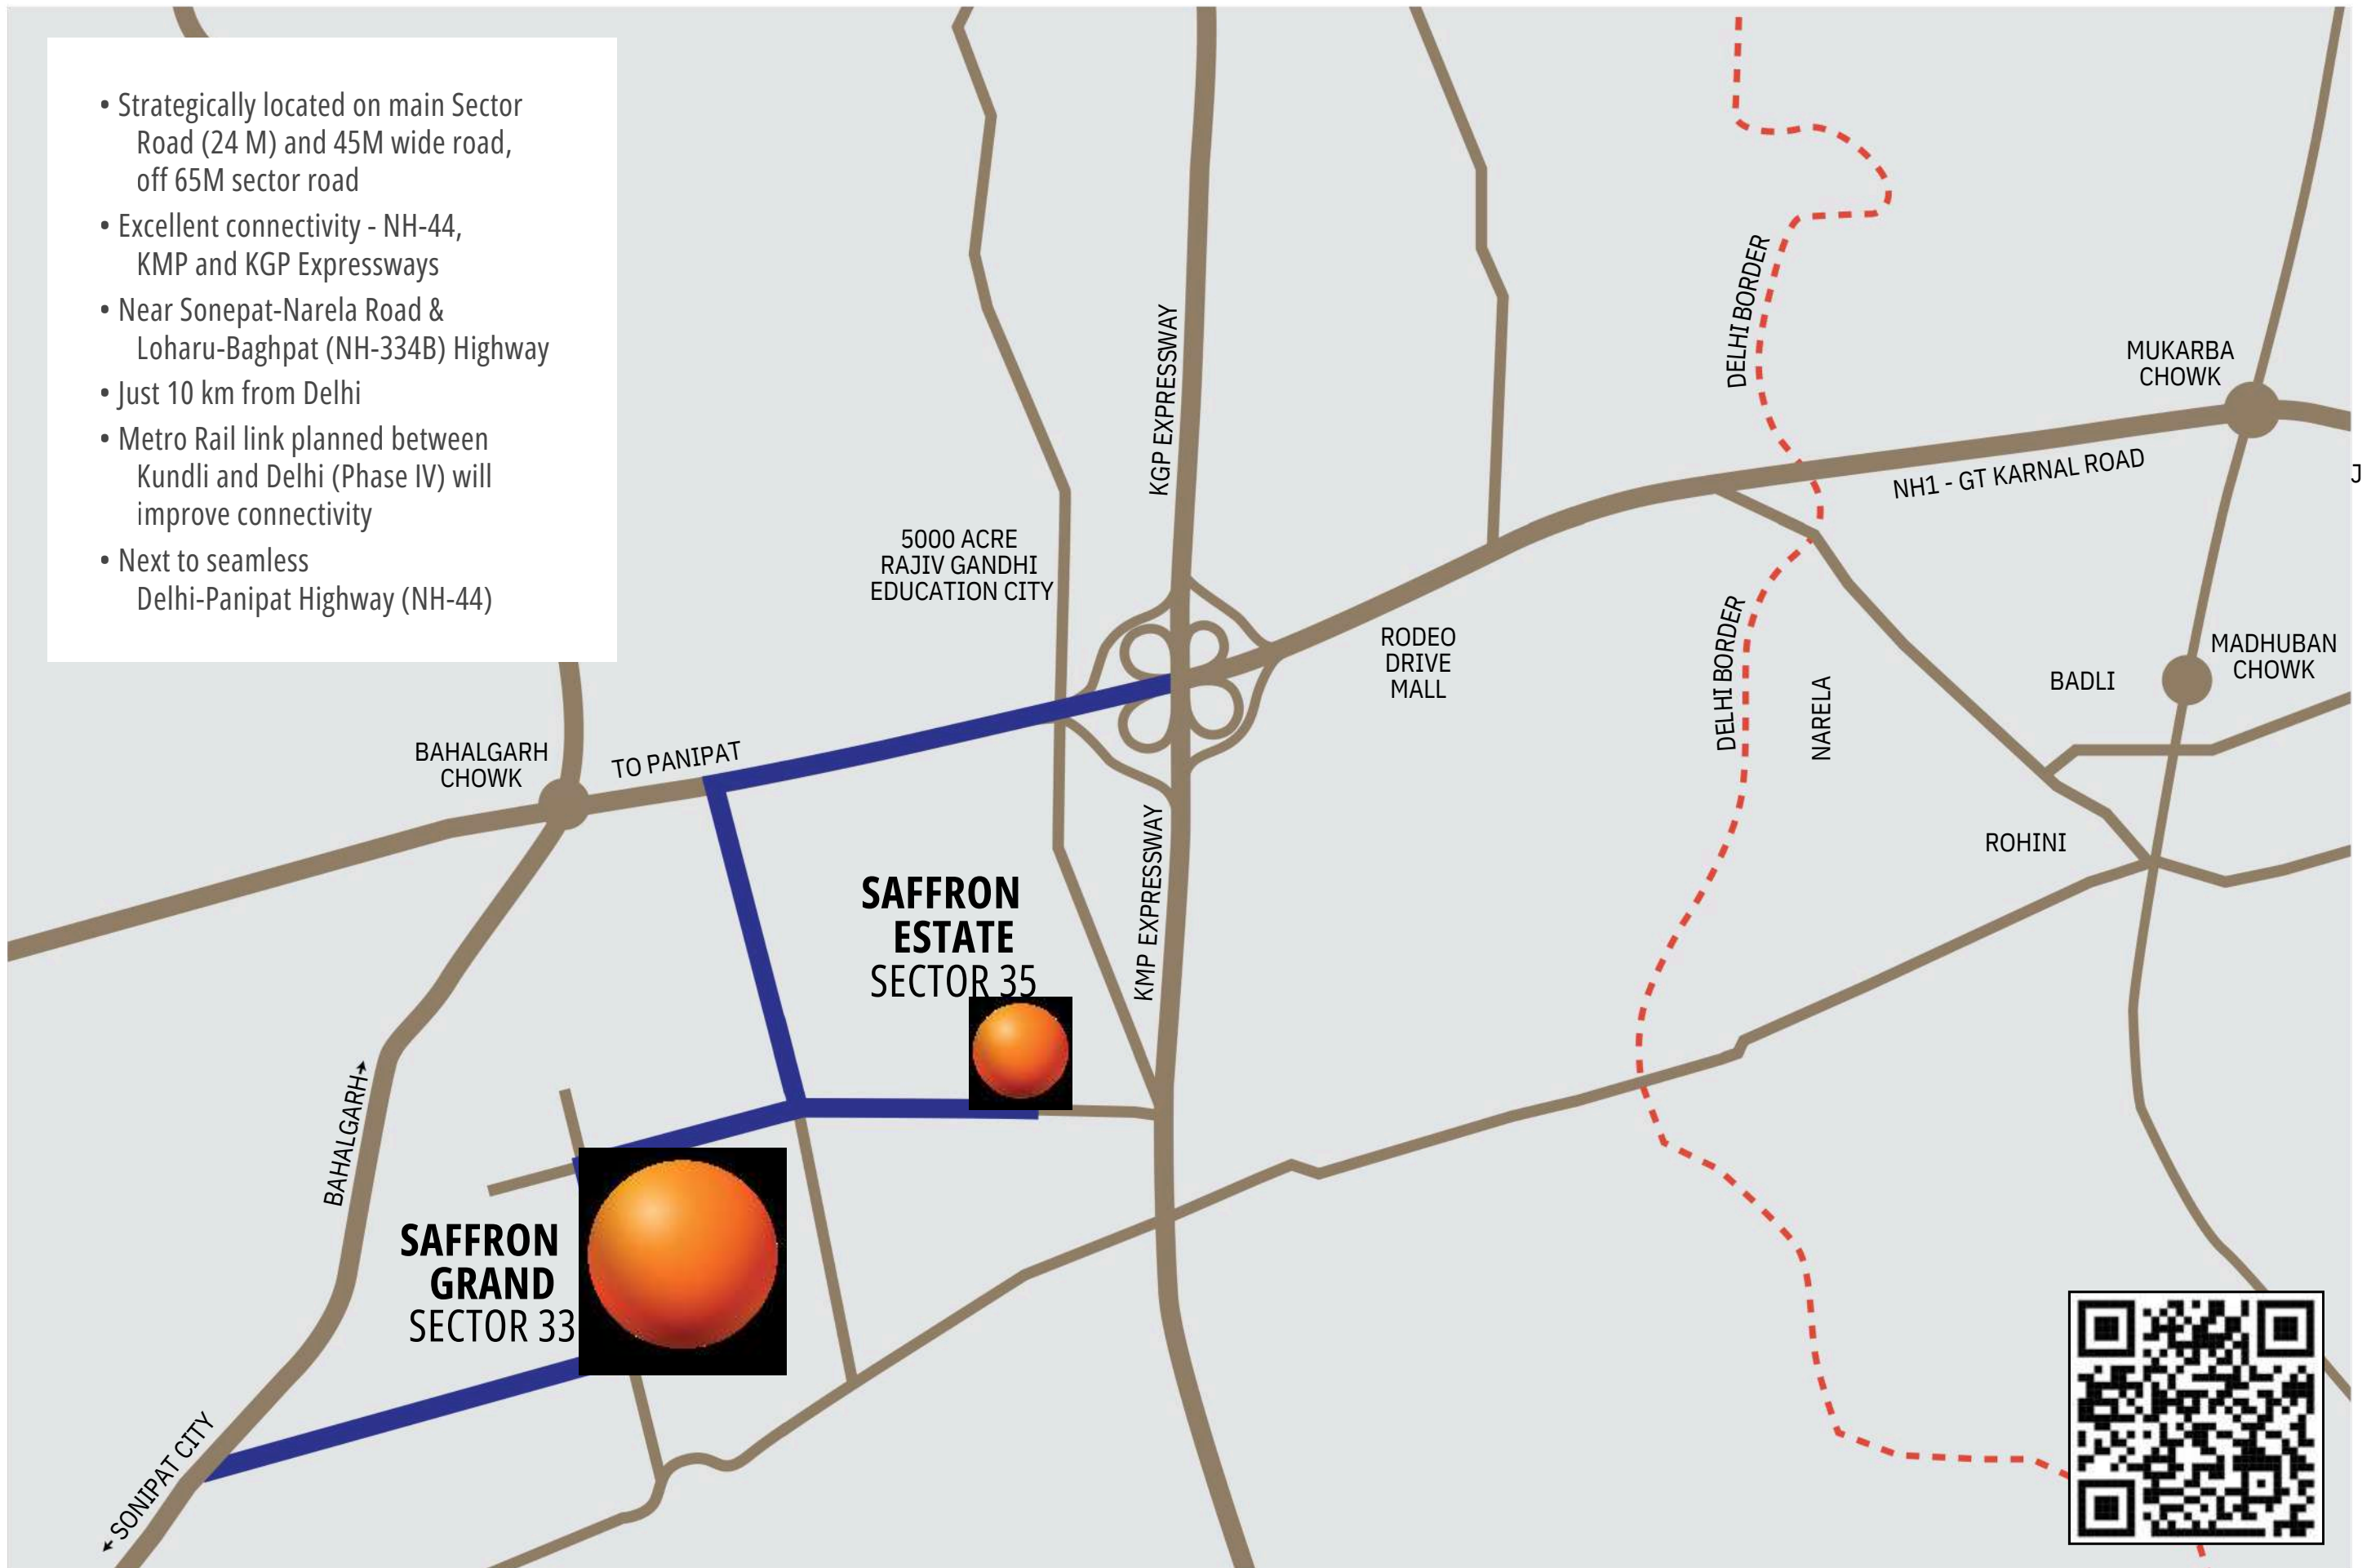 • Strategically located on main Sector
Road (24 M) and 45M wide road,
off 65M sector road
• Excellent connectivity - NH-44,
KMP and KGP Expressways
• Near Sonepat-Narela Road &
Loharu-Baghpat (NH-334B) Highway
• Just 10 km from Delhi
• Metro Rail link planned between
Kundli and Delhi (Phase IV) will
improve connectivity
• Next to seamless
Delhi-Panipat Highway (NH-44)
KGP EXPRESSWAY
DELHI BORDER
MUKARBA
CHOWK
NH1 - GT KARNAL ROAD
J
5000 ACRE
RAJIV GANDHI
EDUCATION CITY
RODEO
DRIVE
MALL
DELHI BORDER
NARELA
BADLI
MADHUBAN
CHOWK
BAHALGARH
CHOWK
TO PANIPAT
ROHINI
KMP EXPRESSWAY
SAFFRON
ESTATE
SECTOR 35
BAHALGARH
SAFFRON
GRAND
SECTOR 33
SONIPAT CITY